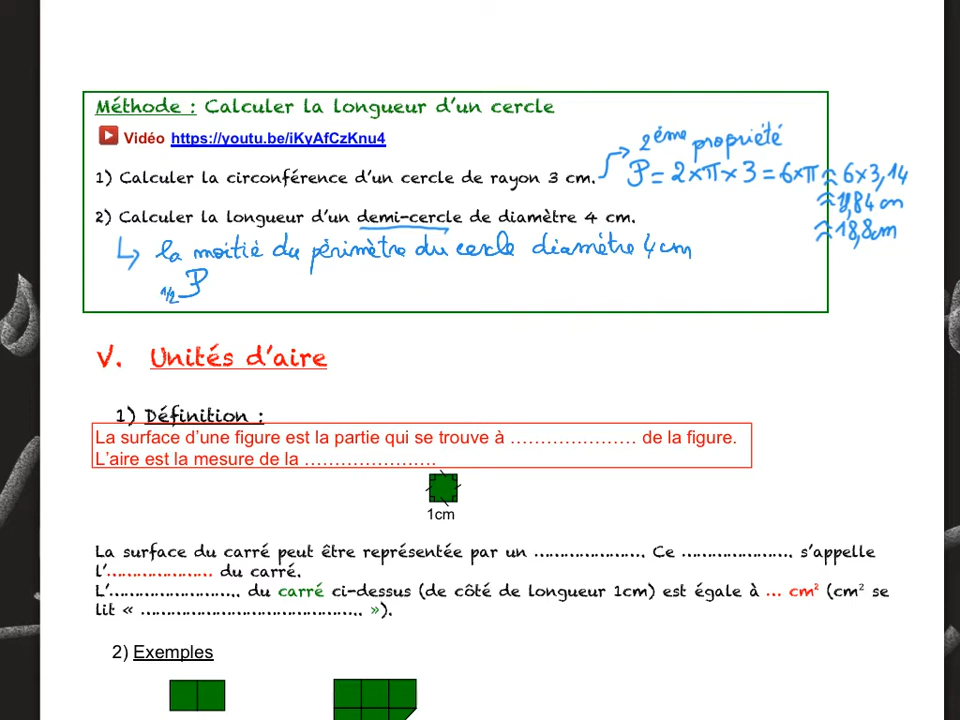 Méthode : Calculer la longueur d'un cercle
Vidéo https://youtu.be/iKyAfCzKnu4
2ème propriété
1) Calculer la circonférence d'un cercle de rayon 3 cm.
P = 2 × π × 3 = 6 × π ≈ 6 × 3,14
≈ 18,84 cm
≈ 18,8 cm
2) Calculer la longueur d'un demi-cercle de diamètre 4 cm.
la moitié du périmètre du cercle diamètre 4 cm
1/2 P
V. Unités d'aire
1) Définition :
La surface d'une figure est la partie qui se trouve à ………………… de la figure.
L'aire est la mesure de la ………………….
1cm
La surface du carré peut être représentée par un …………………. Ce …………………. s'appelle
l'………………… du carré.
L'…………………….. du carré ci-dessus (de côté de longueur 1cm) est égale à … cm² (cm² se
lit « …………………………………….. »).
2) Exemples